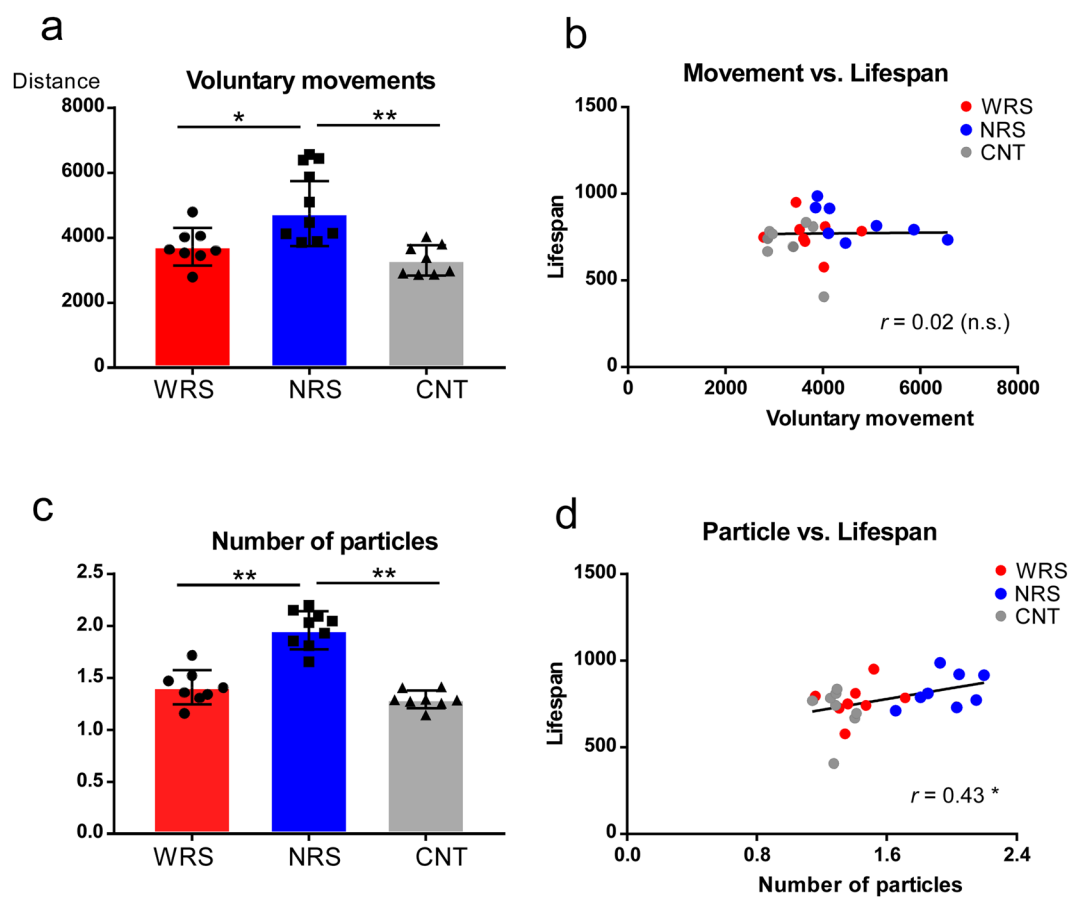 a
Distance
Voluntary movements
8000
6000
4000
2000
0
*
**
WRS
NRS
CNT
b
Movement vs. Lifespan
1500
1000
500
0
Lifespan
WRS
NRS
CNT
r = 0.02 (n.s.)
0
2000
4000
6000
8000
Voluntary movement
c
Number of particles
2.5
2.0
1.5
1.0
0.5
0.0
**
**
WRS
NRS
CNT
d
Particle vs. Lifespan
1500
1000
500
0
Lifespan
WRS
NRS
CNT
r = 0.43 *
0.0
0.8
1.6
2.4
Number of particles